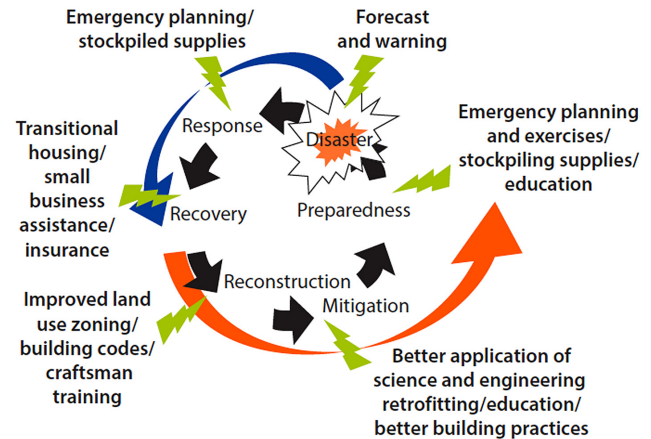 Emergency planning/
stockpiled supplies
Forecast
and warning
Emergency planning
and exercises/
stockpiling supplies/
education
Response
Disaster
Transitional
housing/
small
business
assistance/
insurance
Recovery
Preparedness
Reconstruction
Mitigation
Improved land
use zoning/
building codes/
craftsman
training
Better application of
science and engineering
retrofitting/education/
better building practices